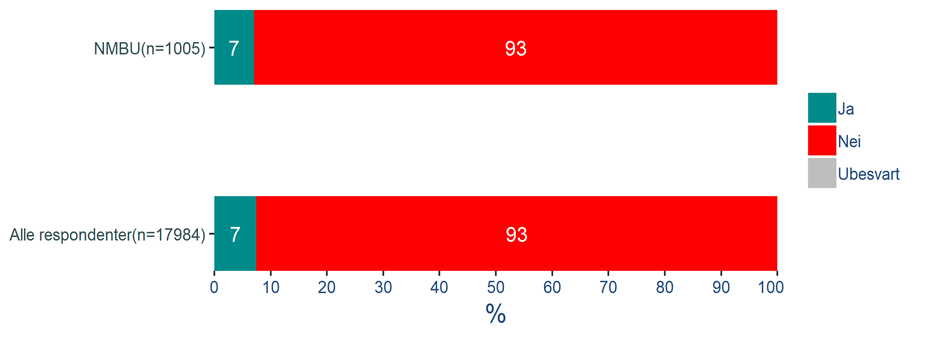 NMBU(n=1005)
7
93
Ja
Nei
Ubesvart
Alle respondenter(n=17984)
7
93
0 10 20 30 40 50 60 70 80 90 100
%